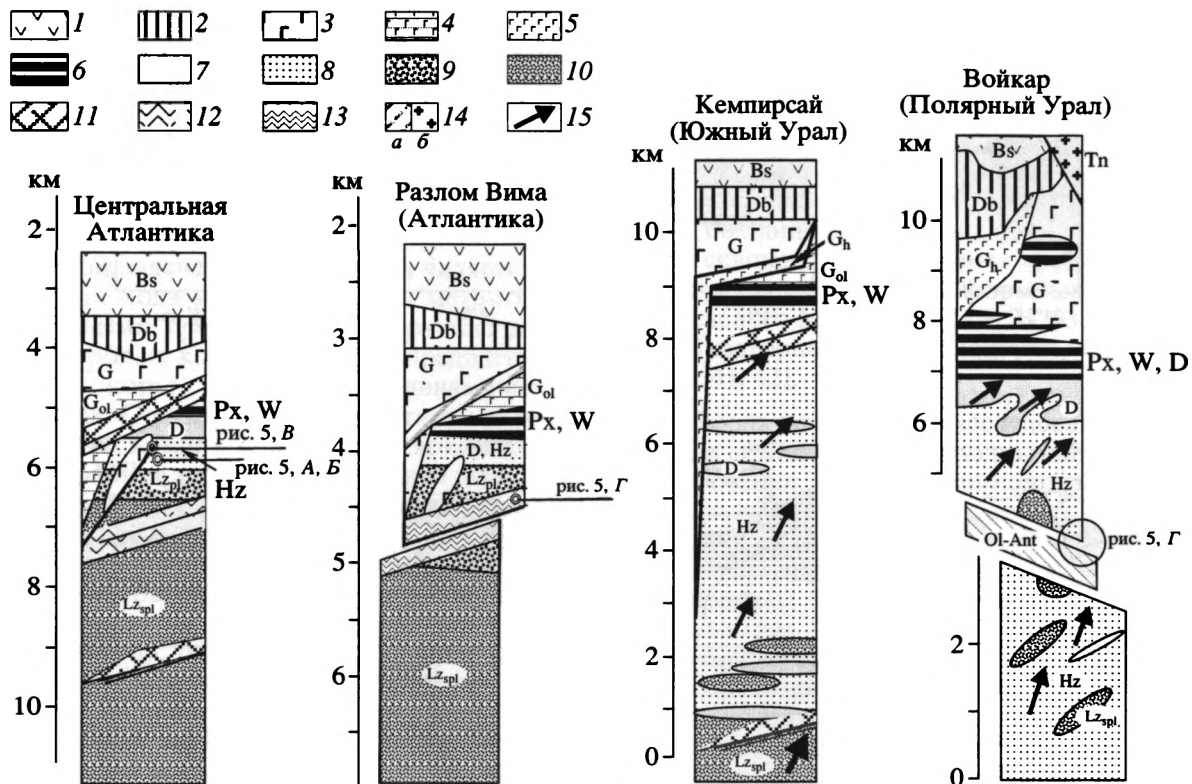 1 2 3 4 5
6 7 8 9 10
11 12 13 14 15
а б
Центральная
Атлантика
км
2
4
6
8
10
Bs
Db
G
Gol
Px, W
D
рис. 5, В
рис. 5, А, Б
Lzpl
Hz
Lzspl
Разлом Вима
(Атлантика)
км
2
3
4
5
6
Bs
Db
G
Gol
Px, W
D, Hz
Lzpl
рис. 5, Г
Lzspl
Кемпирсай
(Южный Урал)
км
10
8
6
4
2
0
Bs
Db
G
Gh
Gol
Px, W
D
Hz
Lzspl
Войкар
(Полярный Урал)
км
10
8
6
2
0
Bs
Tn
Db
Gh
G
Px, W, D
D
Hz
Ol-Ant
рис. 5, Г
Hz
Lzspl